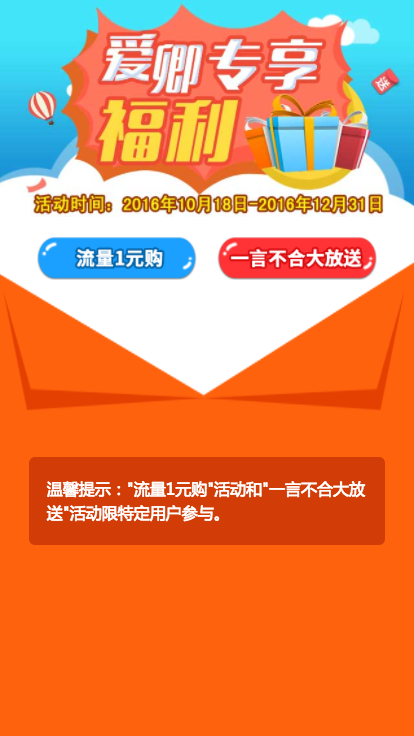 爱卿专享
福利
送
活动时间：2016年10月18日-2016年12月31日
流量1元购
一言不合大放送
温馨提示："流量1元购"活动和"一言不合大放
送"活动限特定用户参与。